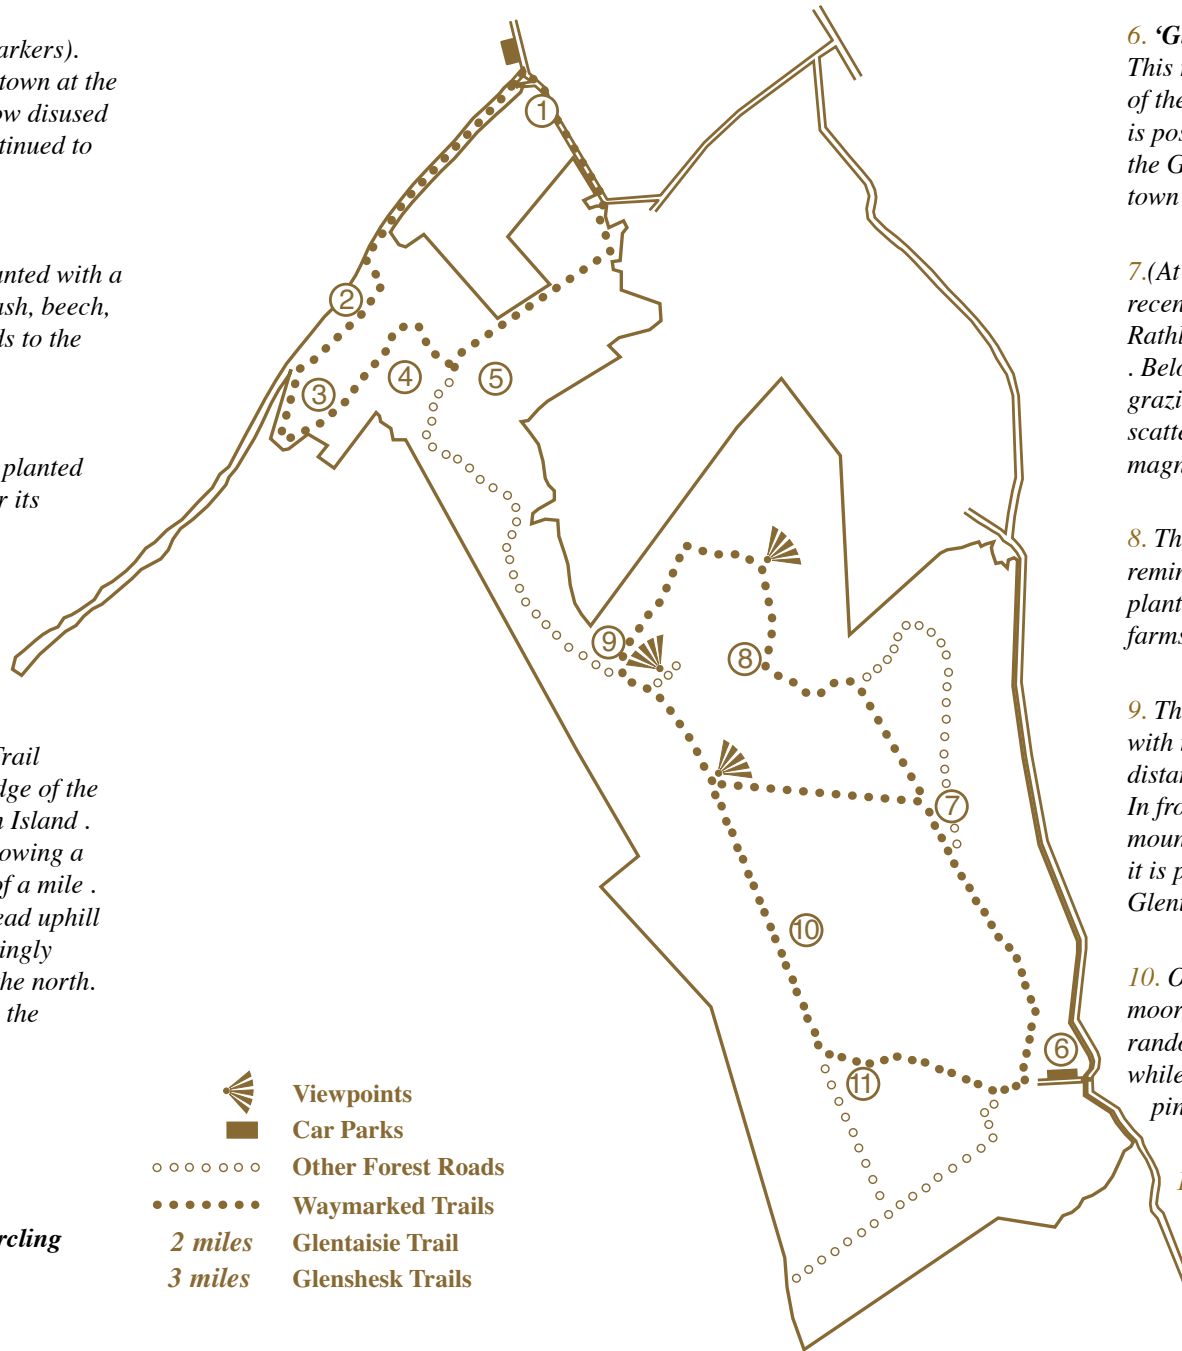 arkers).
town at the
ow disused
tinued to
anted with a
ash, beech,
ds to the
planted
r its
Trail
dge of the
n Island .
owing a
of a mile .
ead uphill
ingly
he north.
the
rcling
1
2
3
4
5
9
8
7
10
6
11
Viewpoints
Car Parks
Other Forest Roads
Waymarked Trails
2 miles Glentaisie Trail
3 miles Glenshesk Trails
6. ‘G
This
of the
is pos
the G
town
7.(At
recen
Rathl
. Belo
grazi
scatte
magn
8. Th
remin
plant
farms
9. Th
with
distan
In fro
moun
it is p
Glent
10. O
moor
rando
while
pin